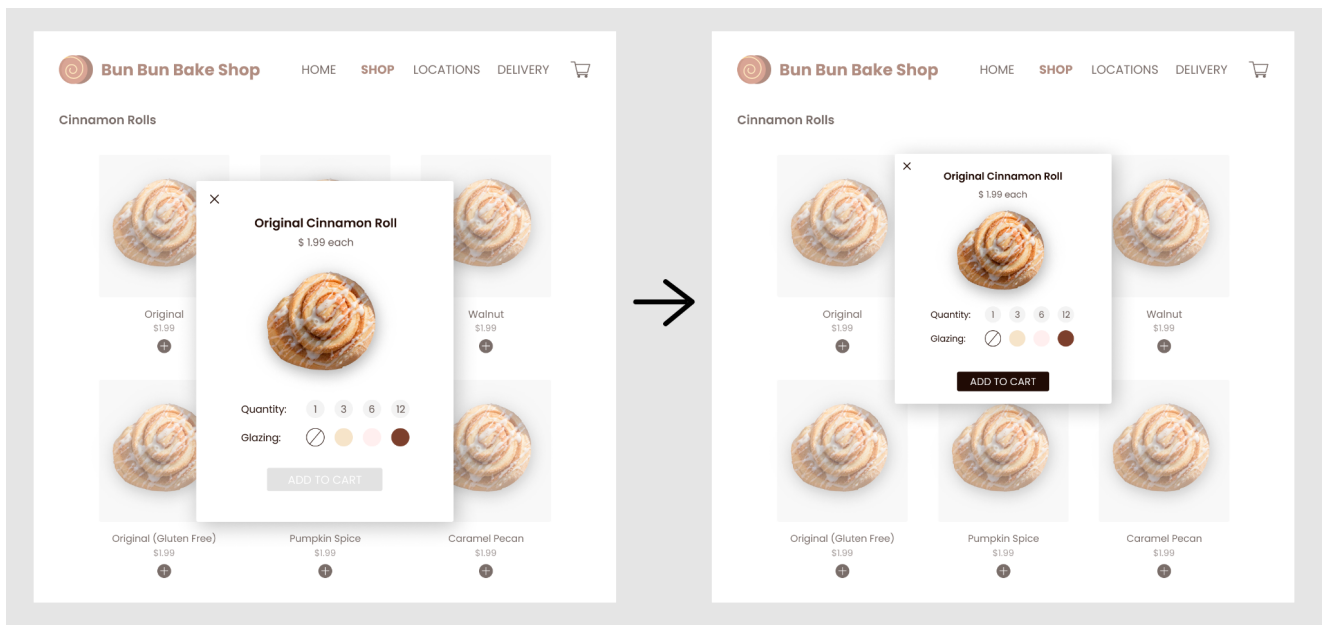 Bun Bun Bake Shop HOME SHOP LOCATIONS DELIVERY
Cinnamon Rolls
Original Cinnamon Roll
$ 1.99 each
Quantity: 1 3 6 12
Glazing:
ADD TO CART
Original Walnut
$1.99 $1.99
Original (Gluten Free) Pumpkin Spice Caramel Pecan
$1.99 $1.99 $1.99
Bun Bun Bake Shop HOME SHOP LOCATIONS DELIVERY
Cinnamon Rolls
Original Cinnamon Roll
$ 1.99 each
Quantity: 1 3 6 12
Glazing:
ADD TO CART
Original Walnut
$1.99 $1.99
Original (Gluten Free) Pumpkin Spice Caramel Pecan
$1.99 $1.99 $1.99